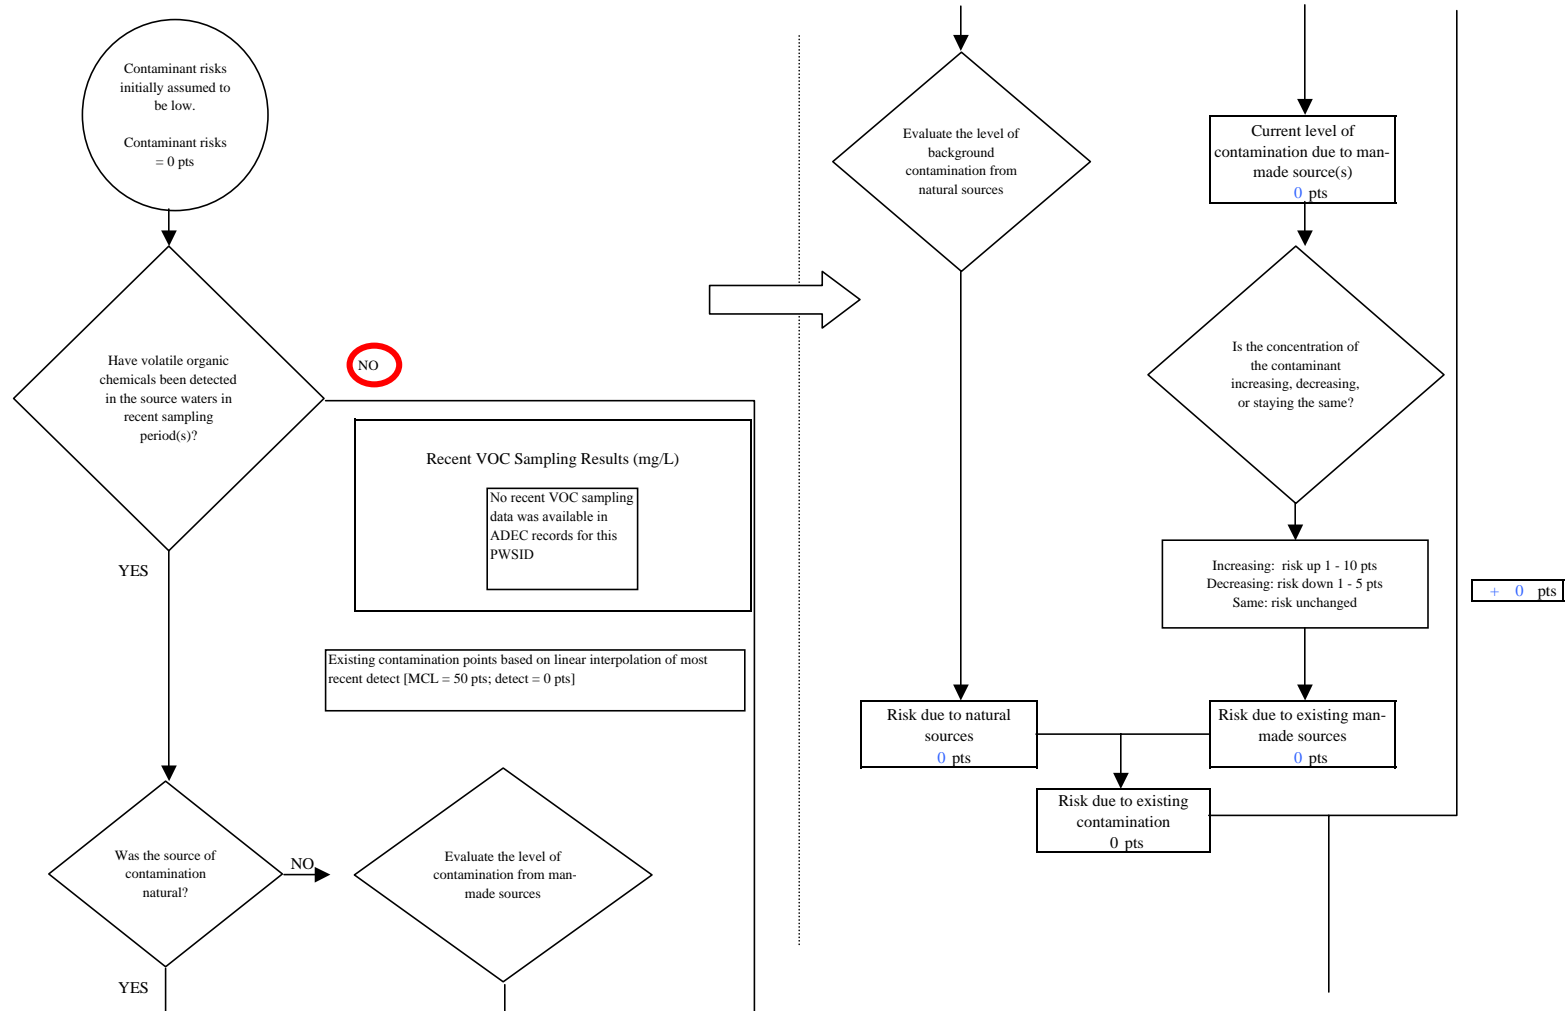 Contaminant risks
initially assumed to
be low.
Contaminant risks
= 0 pts
Have volatile organic
chemicals been detected
in the source waters in
recent sampling
period(s)?
NO
Recent VOC Sampling Results (mg/L)
No recent VOC sampling
data was available in
ADEC records for this
PWSID
YES
Existing contamination points based on linear interpolation of most
recent detect [MCL = 50 pts; detect = 0 pts]
Was the source of
contamination
natural?
NO
Evaluate the level of
contamination from man-
made sources
YES
Evaluate the level of
background
contamination from
natural sources
Current level of
contamination due to man-
made source(s)
0 pts
Is the concentration of
the contaminant
increasing, decreasing,
or staying the same?
Increasing: risk up 1 - 10 pts
Decreasing: risk down 1 - 5 pts
Same: risk unchanged
+ 0 pts
Risk due to natural
sources
0 pts
Risk due to existing man-
made sources
0 pts
Risk due to existing
contamination
0 pts